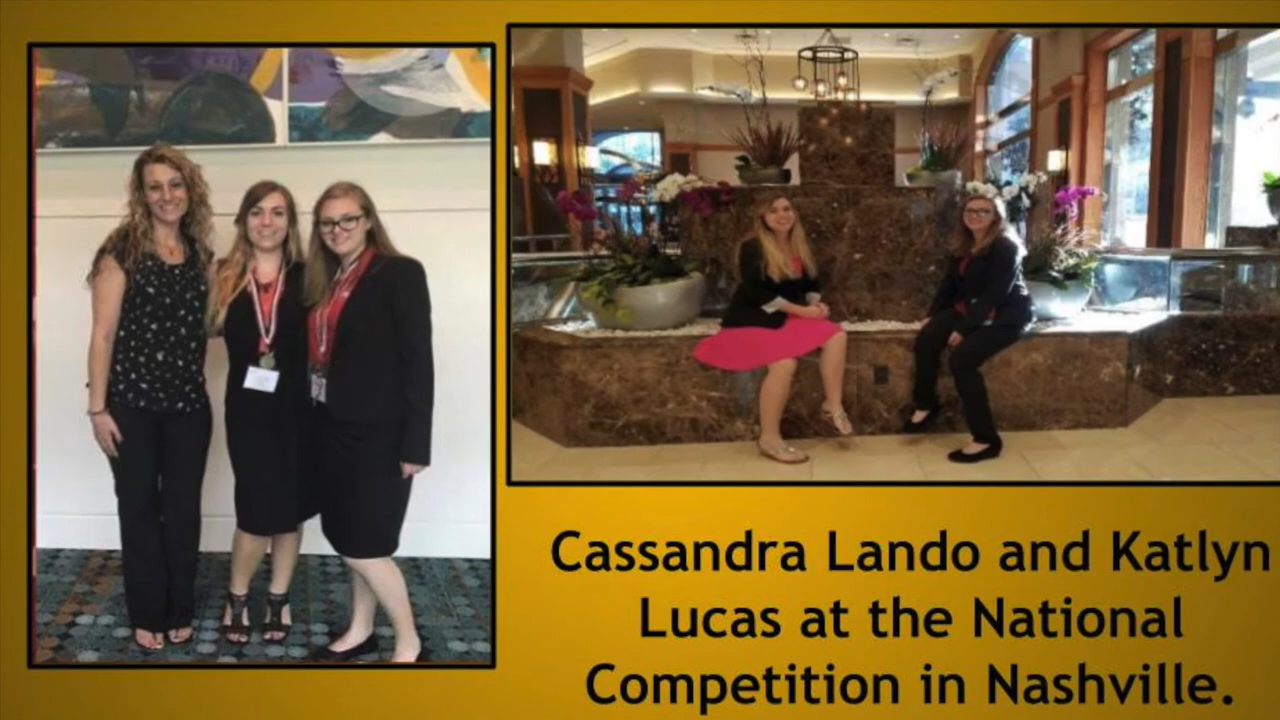 Cassandra Lando and Katlyn
Lucas at the National
Competition in Nashville.